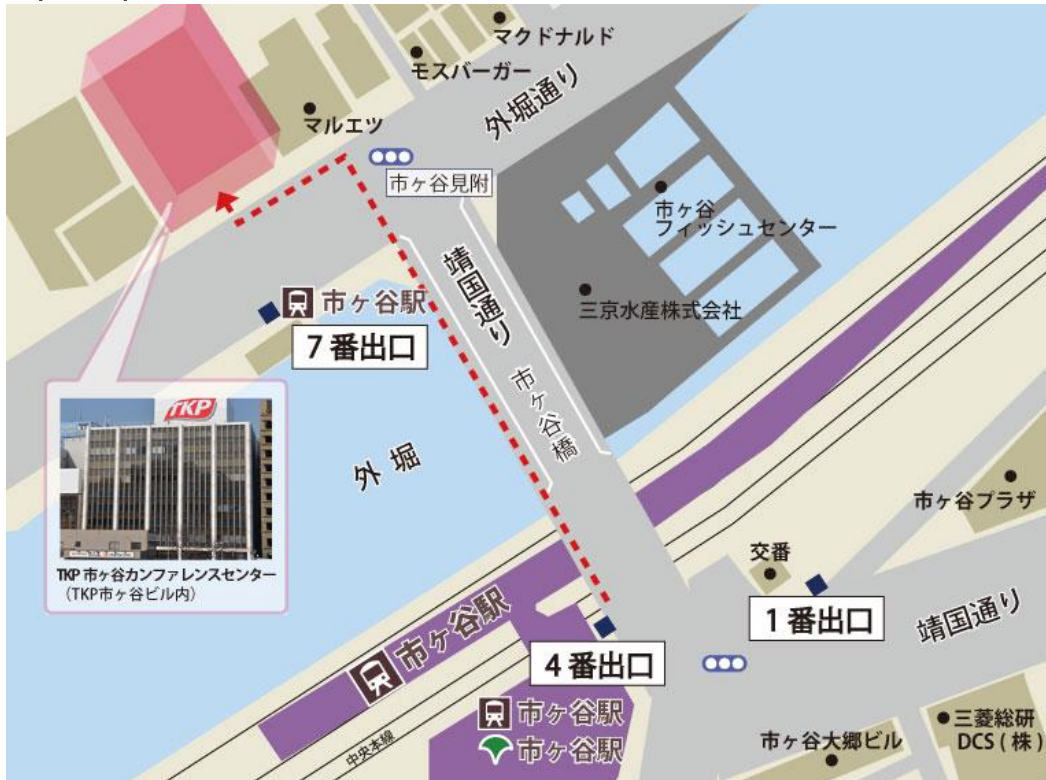 マクドナルド
モスバーガー
外堀通り
マルエツ
市ヶ谷見附
市ヶ谷
フィッシュセンター
靖国通り
三京水産株式会社
市ヶ谷駅
7番出口
市ヶ谷橋
外堀
TKP
TKP市ヶ谷カンファレンスセンター
(TKP市ヶ谷ビル内)
市ヶ谷プラザ
交番
1番出口
靖国通り
市ヶ谷駅
4番出口
市ヶ谷駅
市ヶ谷駅
中央本線
市ヶ谷大郷ビル
三菱総研
DCS(株)